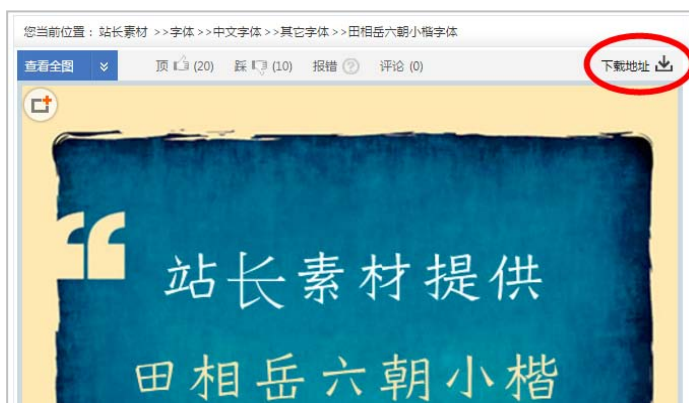 您当前位置：站长素材 >>字体>>中文字体>>其它字体>>田相岳六朝小楷字体
查看全图 顶 (20) 踩 (10) 报错 评论 (0) 下载地址
站长素材提供
田相岳六朝小楷